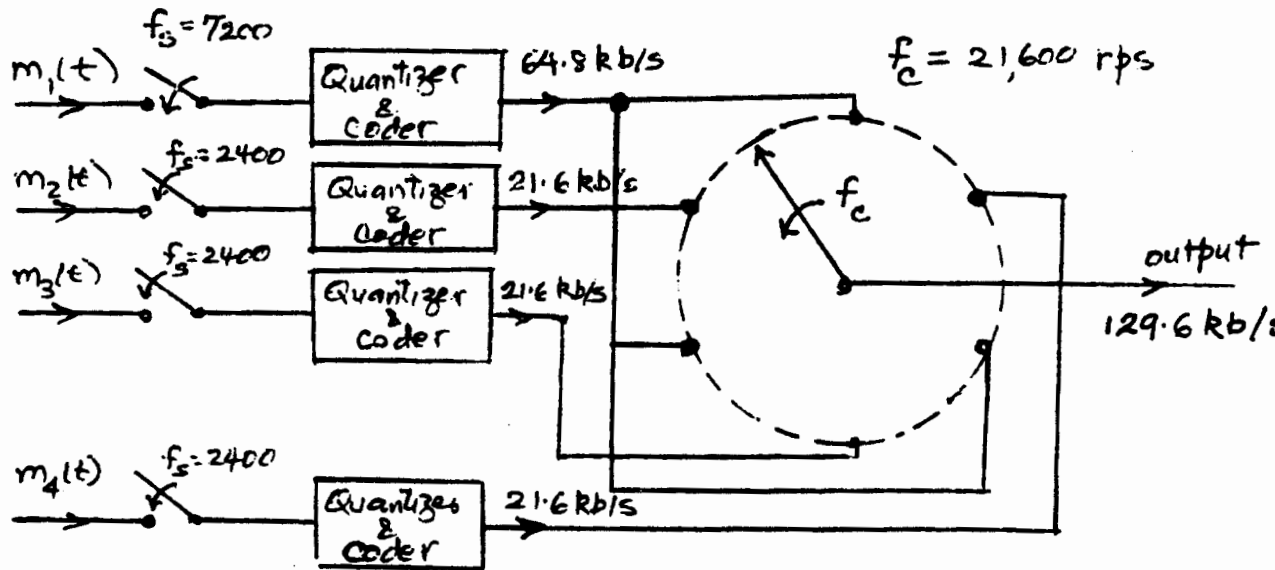 f_s = 7200
m_1(t)
Quantizer
&
Coder
64.8 kb/s
f_c = 21,600 rps
f_s=2400
m_2(t)
Quantizer
&
Coder
21.6 kb/s
f_c
f_s=2400
m_3(t)
Quantizer
&
Coder
21.6 kb/s
output
129.6 kb/s
f_s=2400
m_4(t)
Quantizer
&
Coder
21.6 kb/s